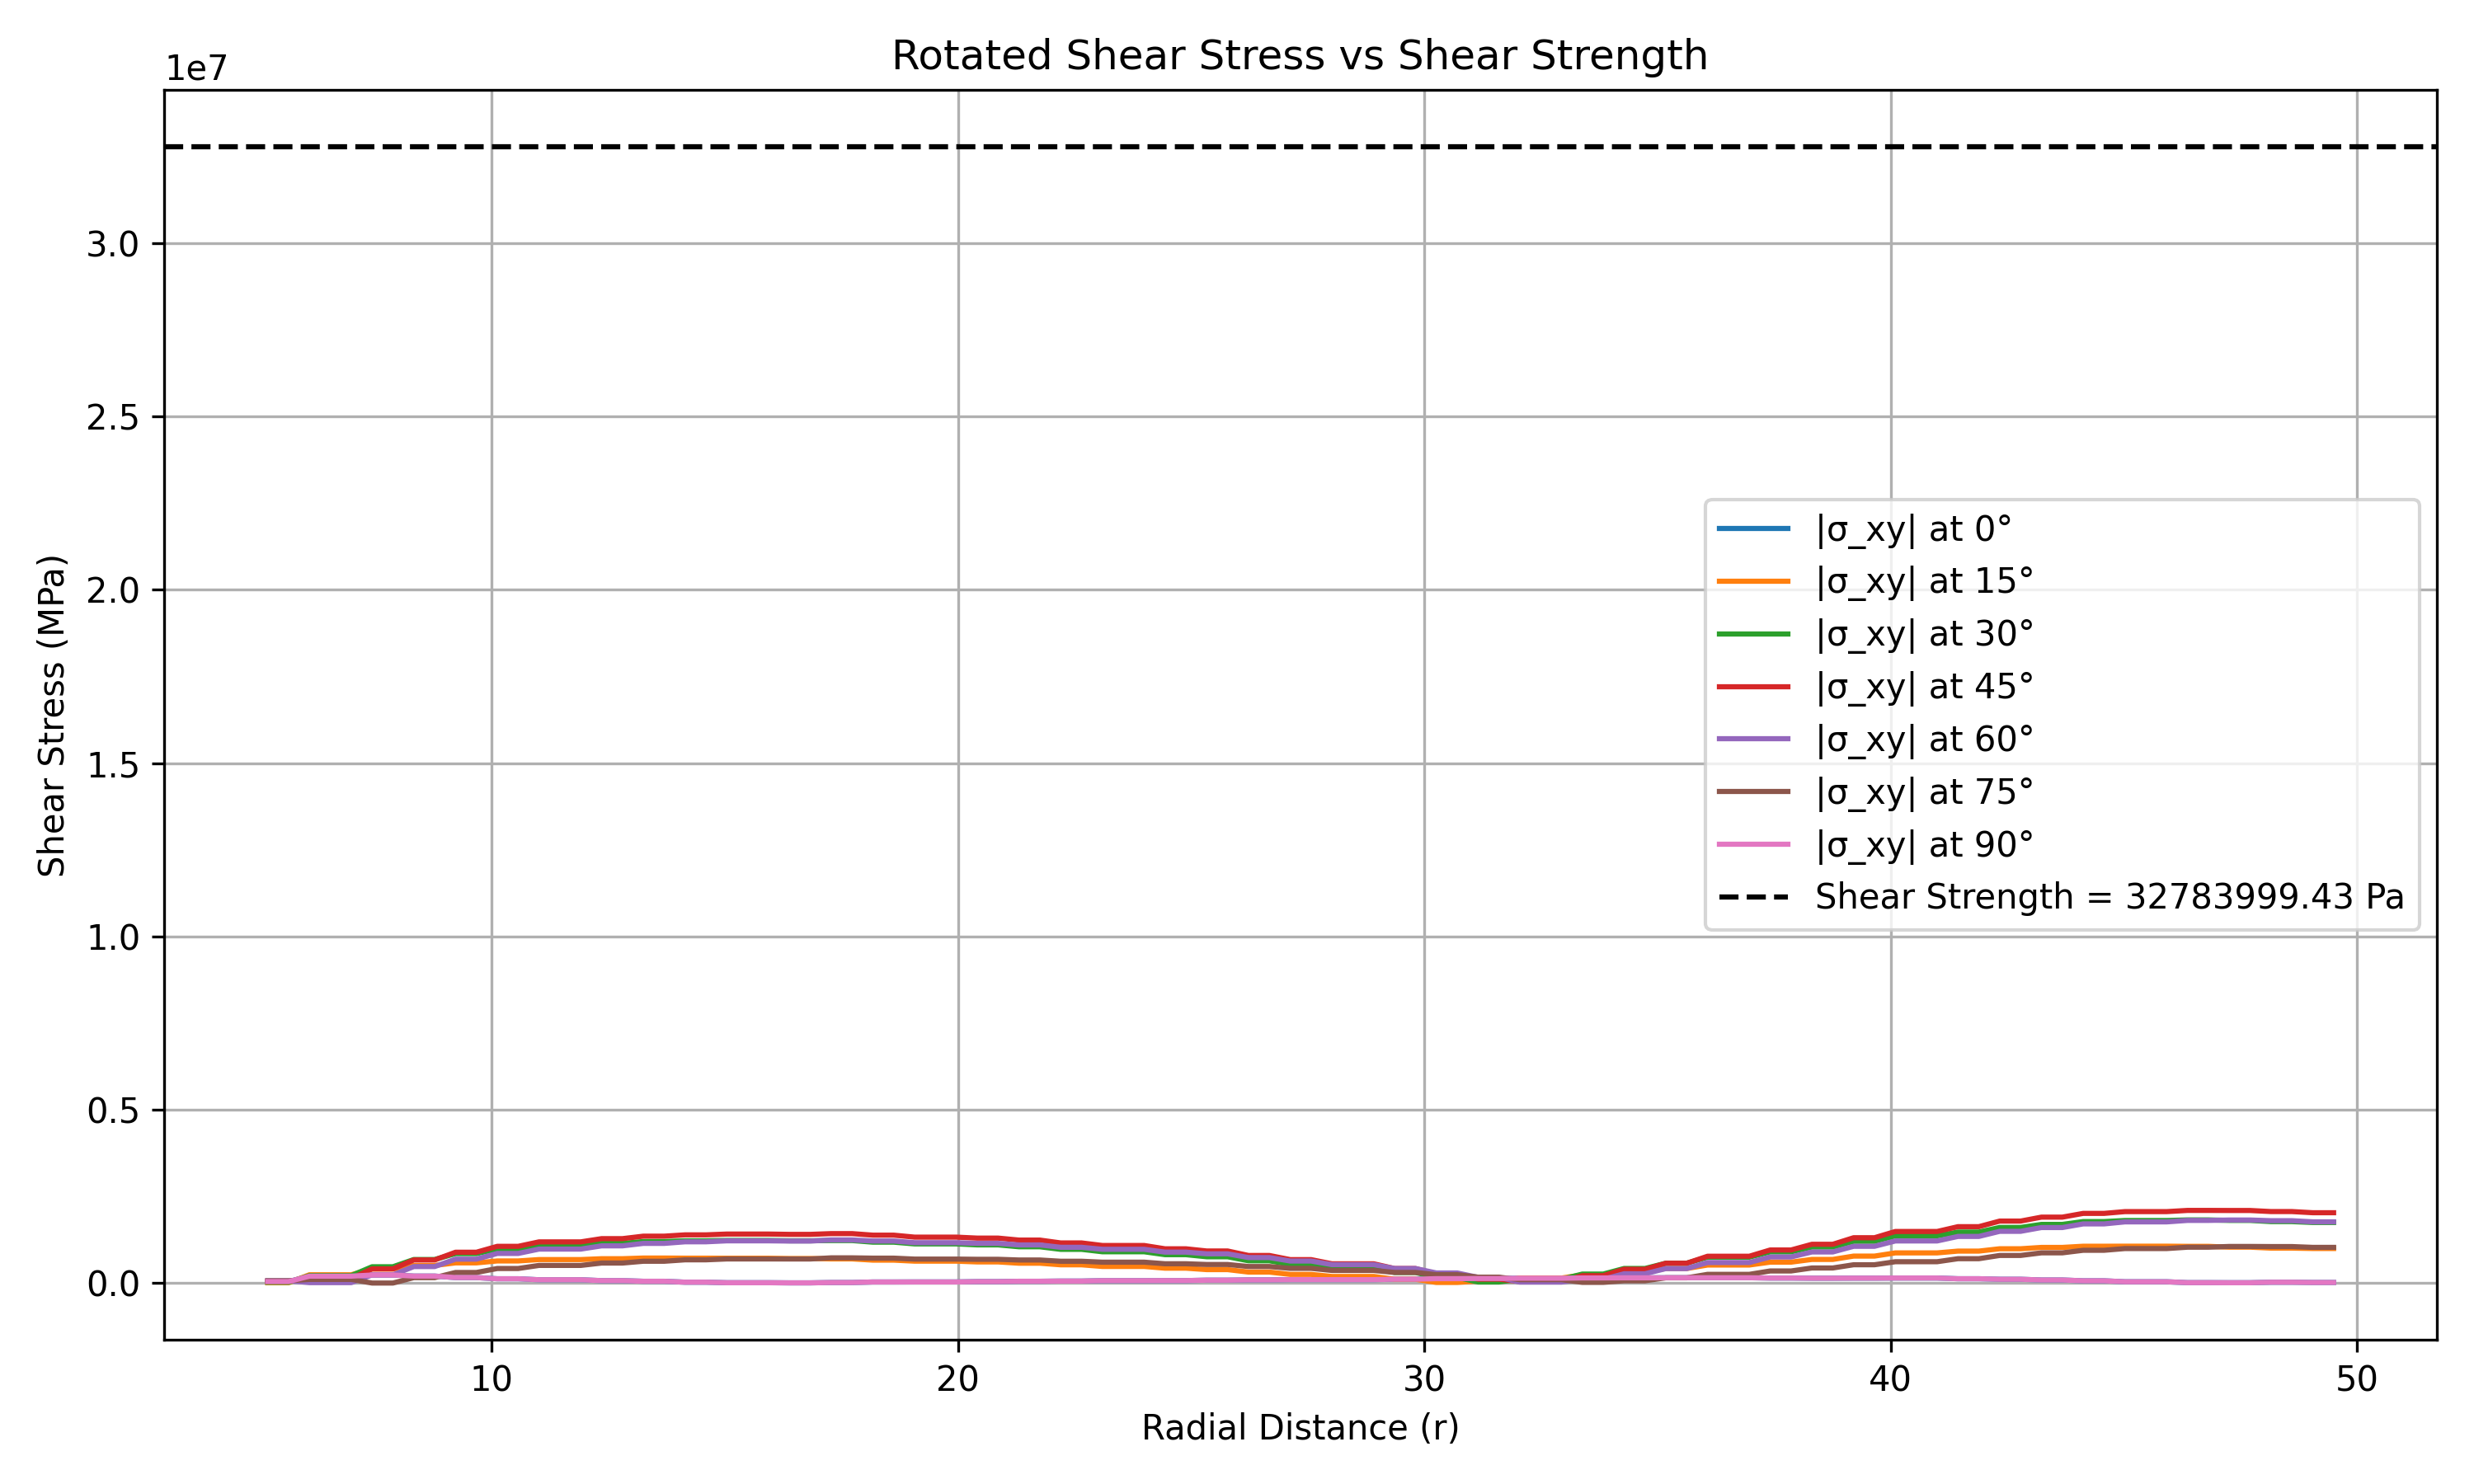 Rotated Shear Stress vs Shear Strength
1e7
3.0
2.5
2.0
1.5
1.0
0.5
0.0
Shear Stress (MPa)
|σ_xy| at 0°
|σ_xy| at 15°
|σ_xy| at 30°
|σ_xy| at 45°
|σ_xy| at 60°
|σ_xy| at 75°
|σ_xy| at 90°
Shear Strength = 32783999.43 Pa
10 20 30 40 50
Radial Distance (r)